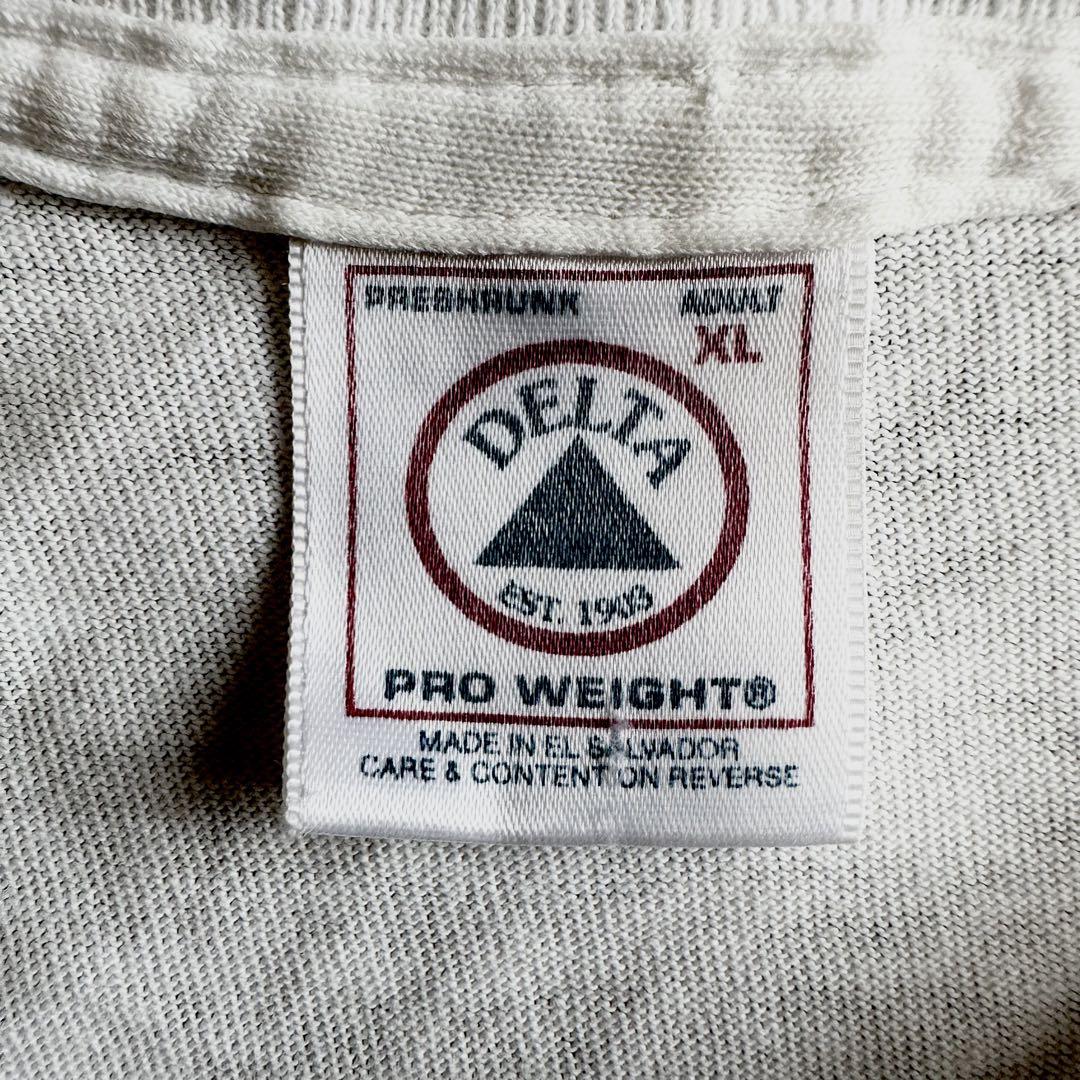 PRESHRUNK ADULT
XL
DELTA
EST. 1903
PRO WEIGHT®
MADE IN EL SALVADOR
CARE & CONTENT ON REVERSE